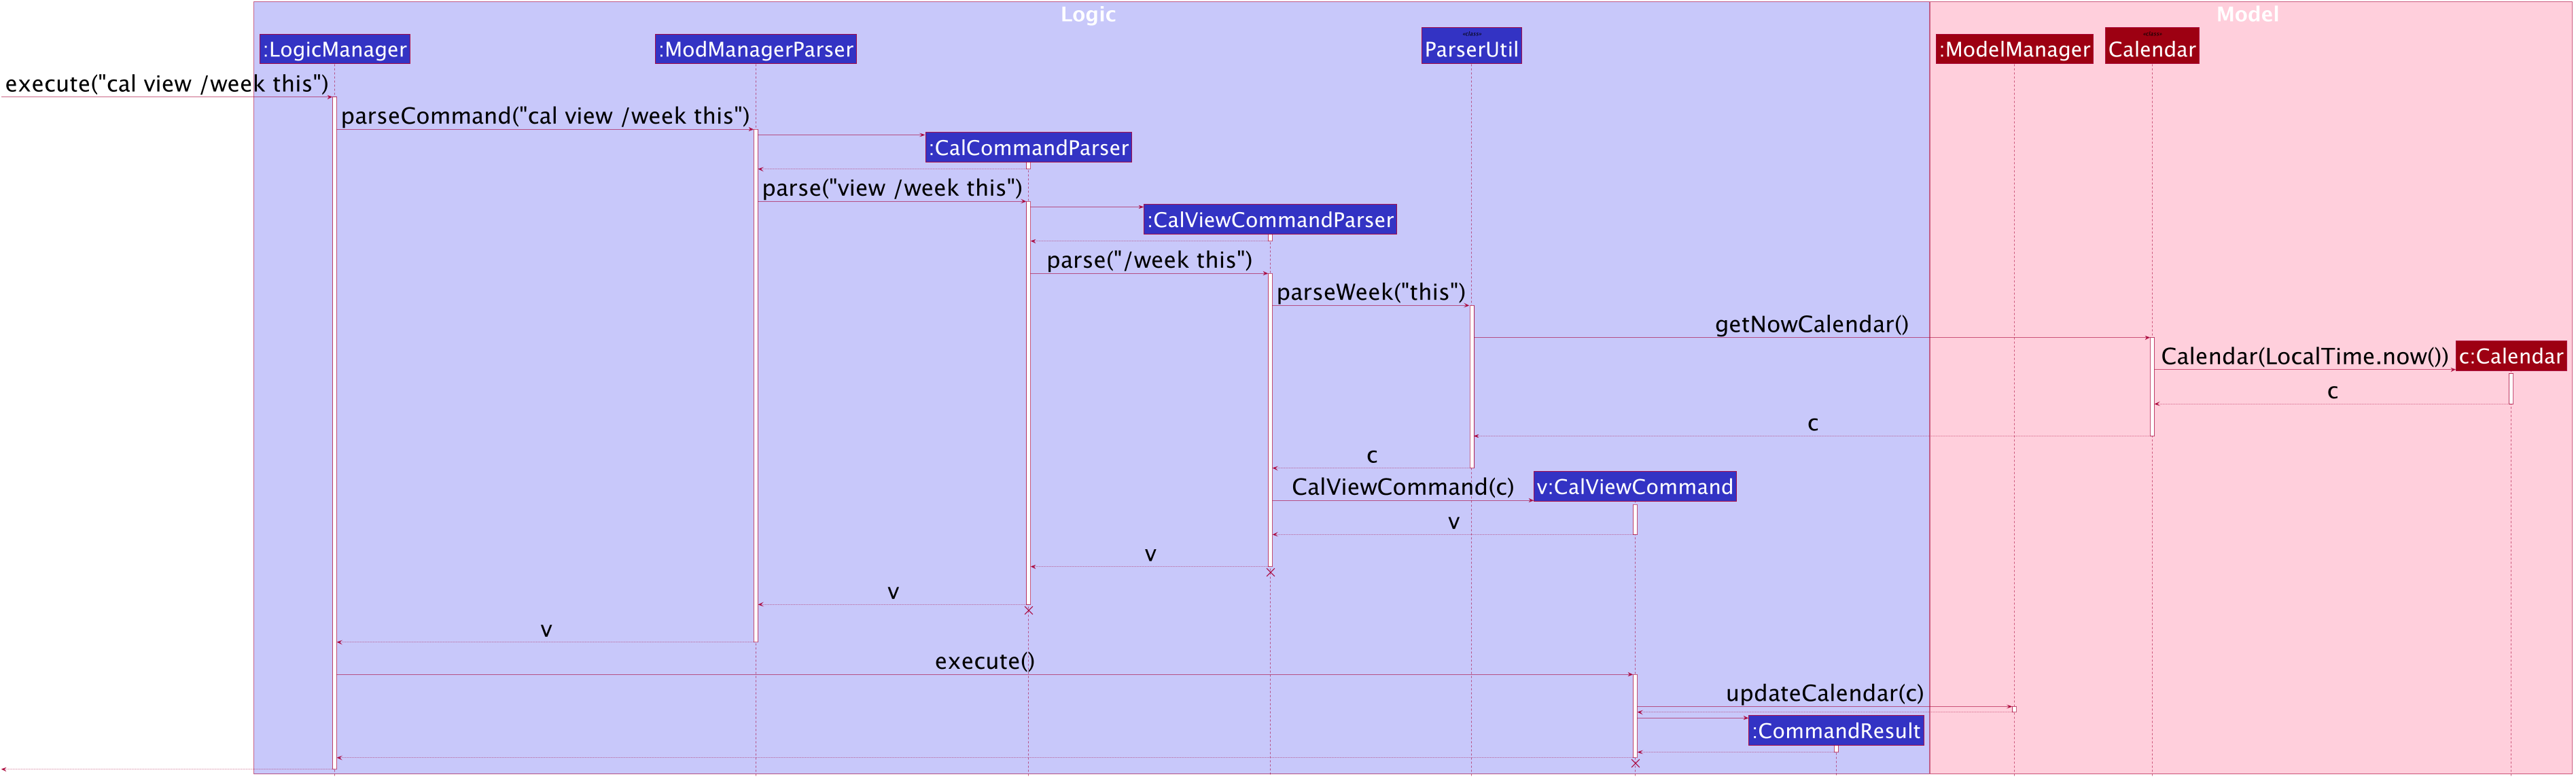 Logic
Model
:LogicManager
:ModManagerParser
«class»
ParserUtil
:ModelManager
«class»
Calendar
execute("cal view /week this")
parseCommand("cal view /week this")
:CalCommandParser
parse("view /week this")
:CalViewCommandParser
parse("/week this")
parseWeek("this")
getNowCalendar()
Calendar(LocalTime.now())
c:Calendar
c
c
c
CalViewCommand(c)
v:CalViewCommand
v
v
v
v
execute()
updateCalendar(c)
:CommandResult